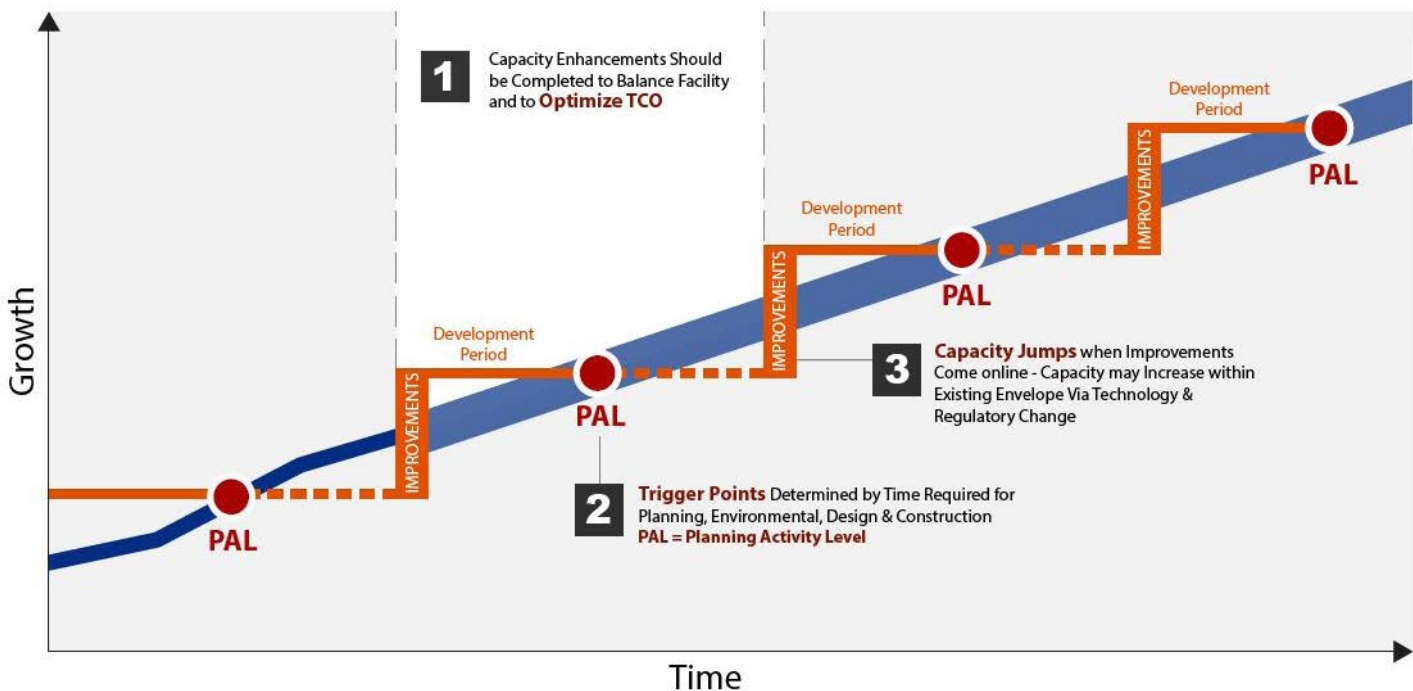 1
Capacity Enhancements Should
be Completed to Balance Facility
and to Optimize TCO
Development
Period
IMPROVEMENTS
PAL
Development
Period
IMPROVEMENTS
PAL
Growth
Development
Period
IMPROVEMENTS
PAL
3
Capacity Jumps when Improvements
Come online - Capacity may Increase within
Existing Envelope Via Technology &
Regulatory Change
PAL
2
Trigger Points Determined by Time Required for
Planning, Environmental, Design & Construction
PAL = Planning Activity Level
Time